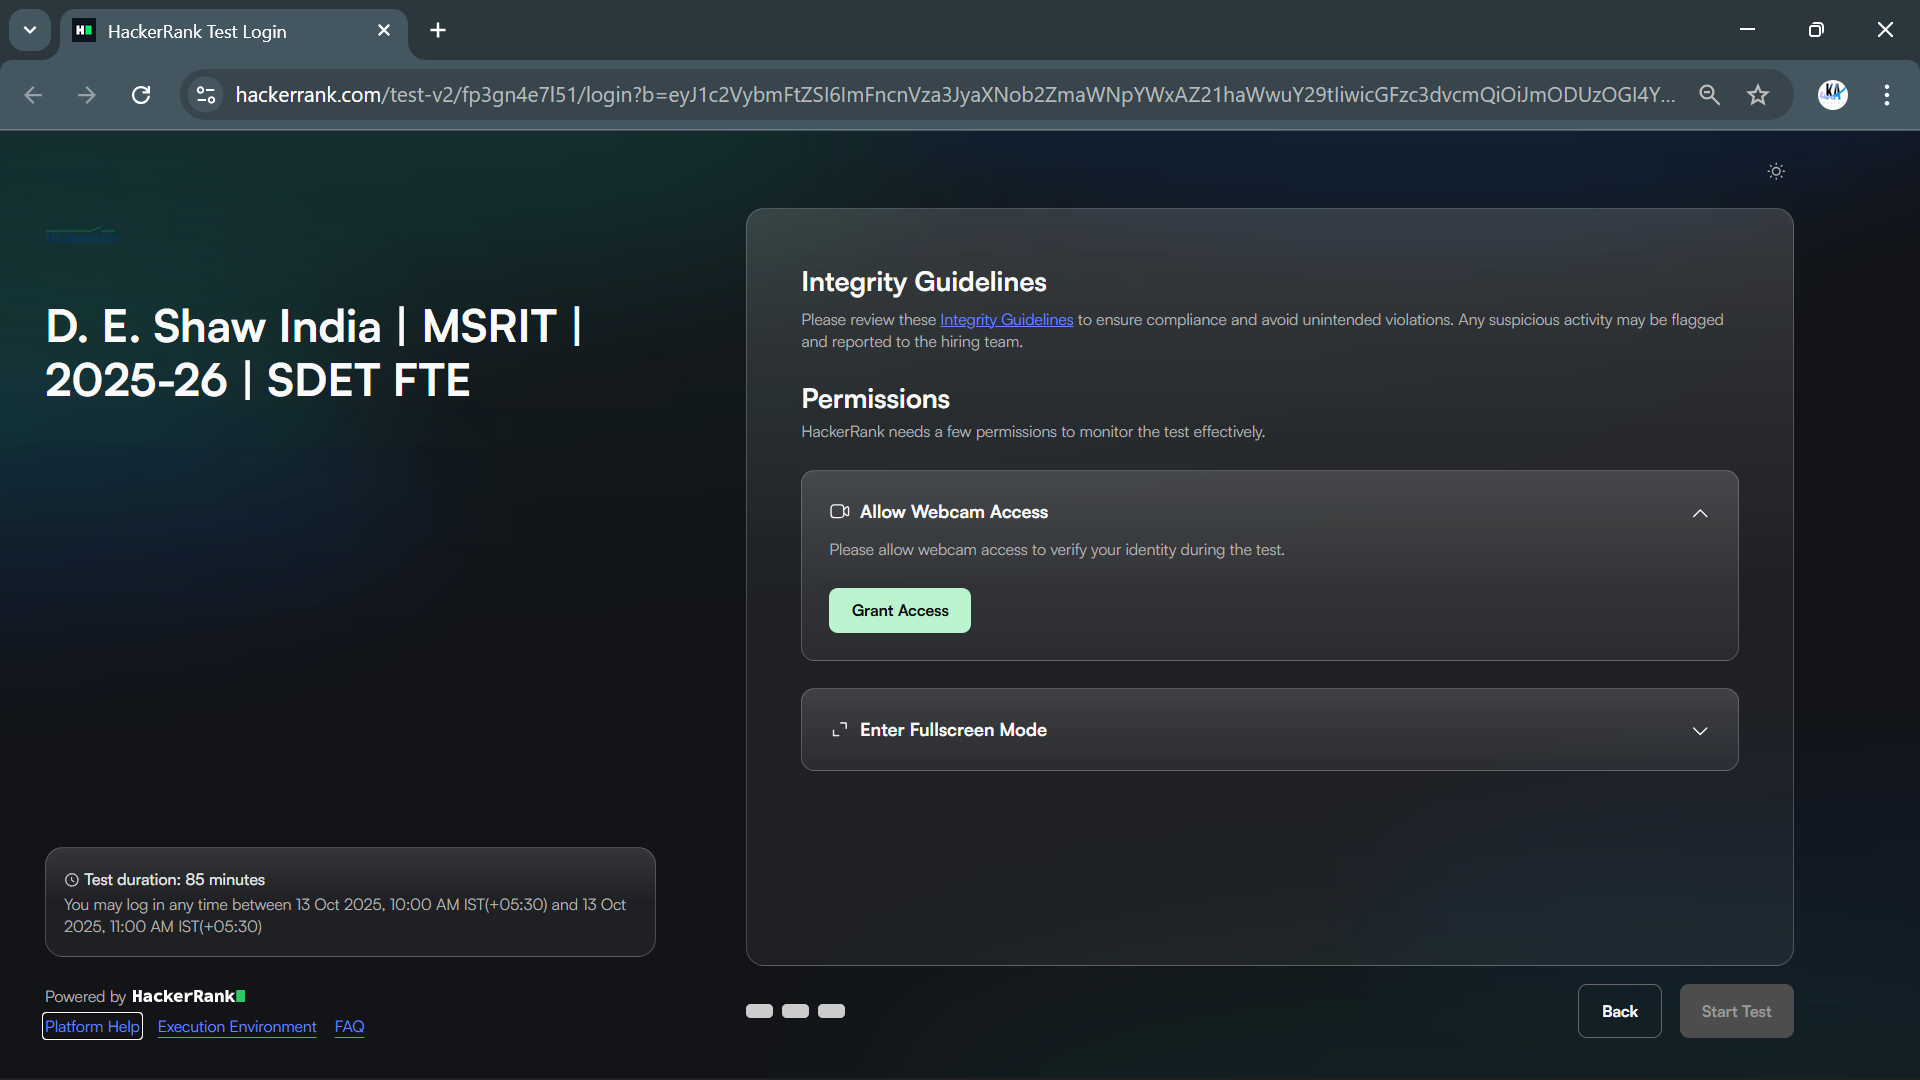 HackerRank Test Login
hackerrank.com/test-v2/fp3gn4e7l51/login?b=eyJ1c2VybmFtZSI6ImFncnVza3JyaXNob2ZmaWNpYWxAZ21haWwuY29tIiwicGFzc3dvcmQiOiJmODUzOGI4Y...
KA
D. E. Shaw India | MSRIT |
2025-26 | SDET FTE
Test duration: 85 minutes
You may log in any time between 13 Oct 2025, 10:00 AM IST(+05:30) and 13 Oct
2025, 11:00 AM IST(+05:30)
Powered by HackerRank
Platform Help Execution Environment FAQ
Integrity Guidelines
Please review these Integrity Guidelines to ensure compliance and avoid unintended violations. Any suspicious activity may be flagged
and reported to the hiring team.
Permissions
HackerRank needs a few permissions to monitor the test effectively.
Allow Webcam Access
Please allow webcam access to verify your identity during the test.
Grant Access
Enter Fullscreen Mode
Back Start Test